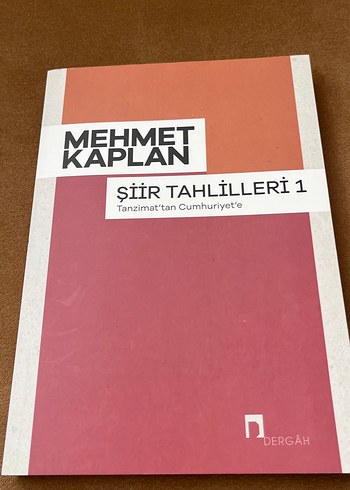 MEHMET
KAPLAN
ŞİİR TAHLİLLERİ 1
Tanzimat'tan Cumhuriyet'e
DERGÂH